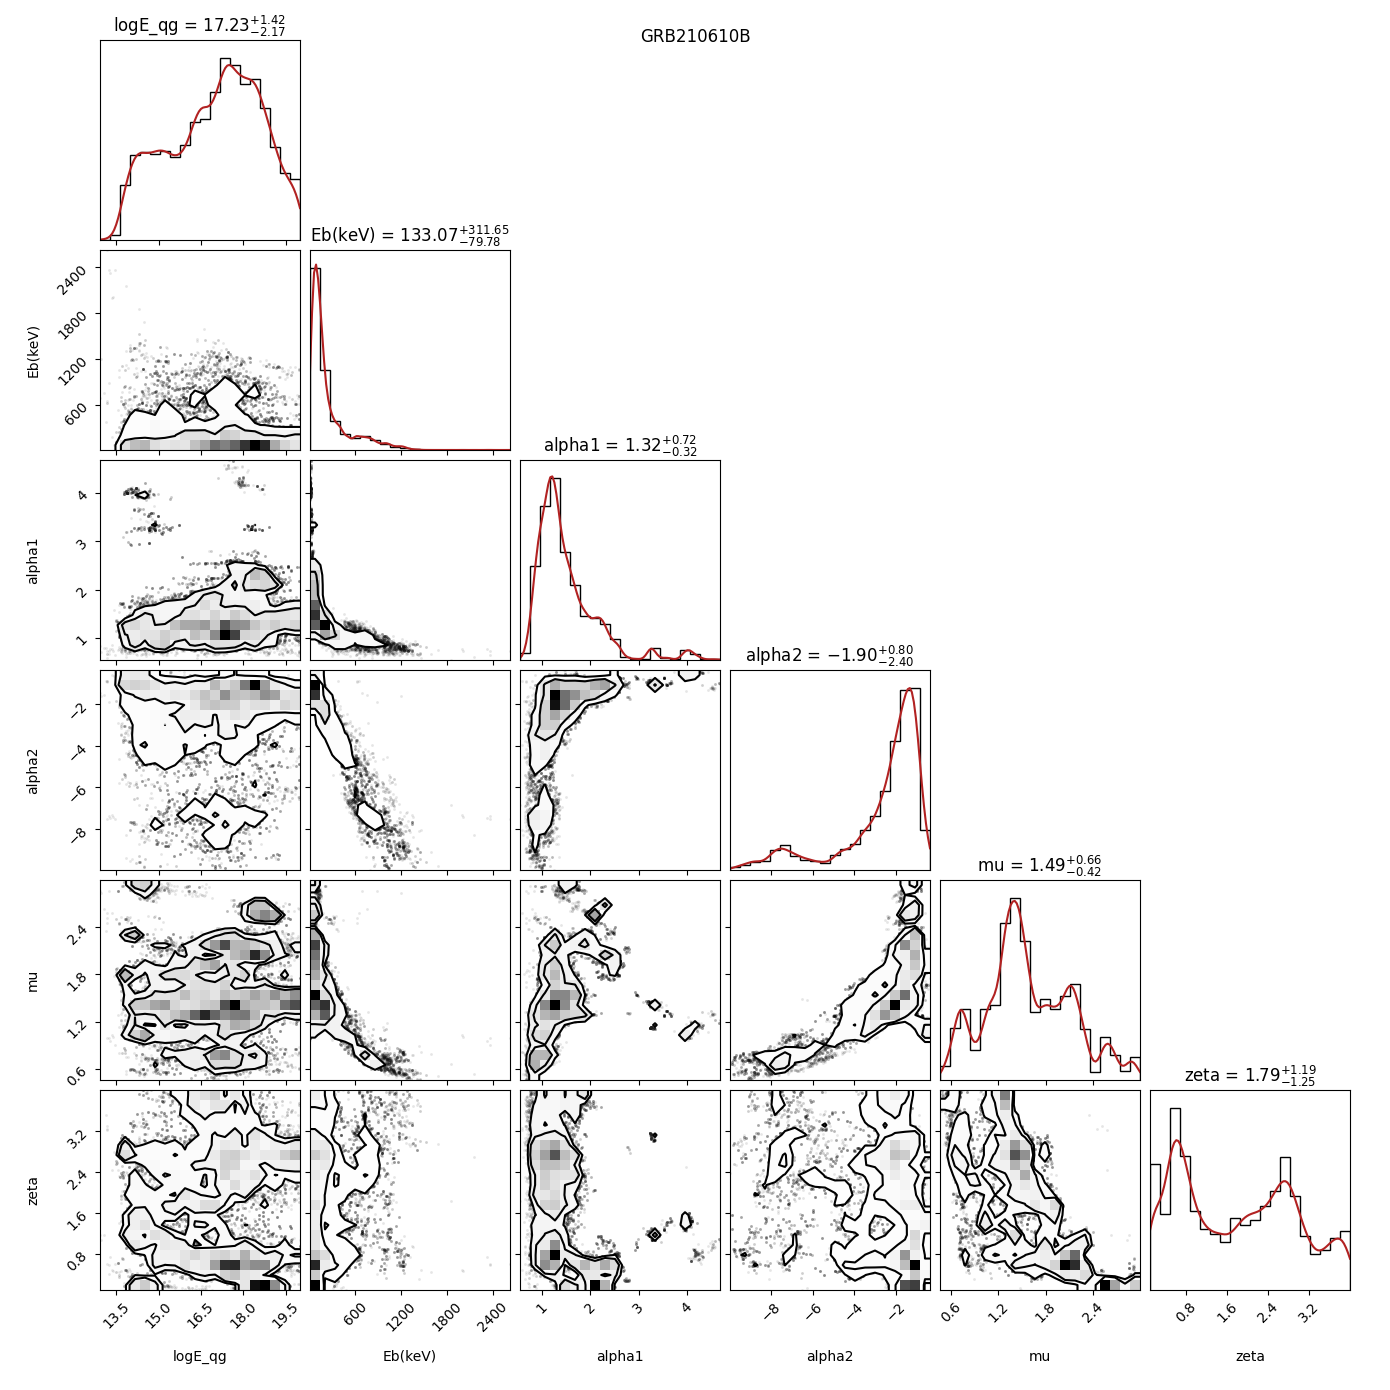 logE_qg = 17.23 +1.42 −2.17
GRB210610B
Eb(keV) = 133.07 +311.65 −79.78
2400
1800
1200
600
Eb(keV)
alpha1 = 1.32 +0.72 −0.32
4
3
2
1
alpha1
alpha2 = −1.90 +0.80 −2.40
−2
−4
−6
−8
alpha2
mu = 1.49 +0.66 −0.42
2.4
1.8
1.2
0.6
mu
zeta = 1.79 +1.19 −1.25
3.2
2.4
1.6
0.8
zeta
13.5 15.0 16.5 18.0 19.5
600 1200 1800 2400
1 2 3 4
−8 −6 −4 −2
0.6 1.2 1.8 2.4
0.8 1.6 2.4 3.2
logE_qg Eb(keV) alpha1 alpha2 mu zeta